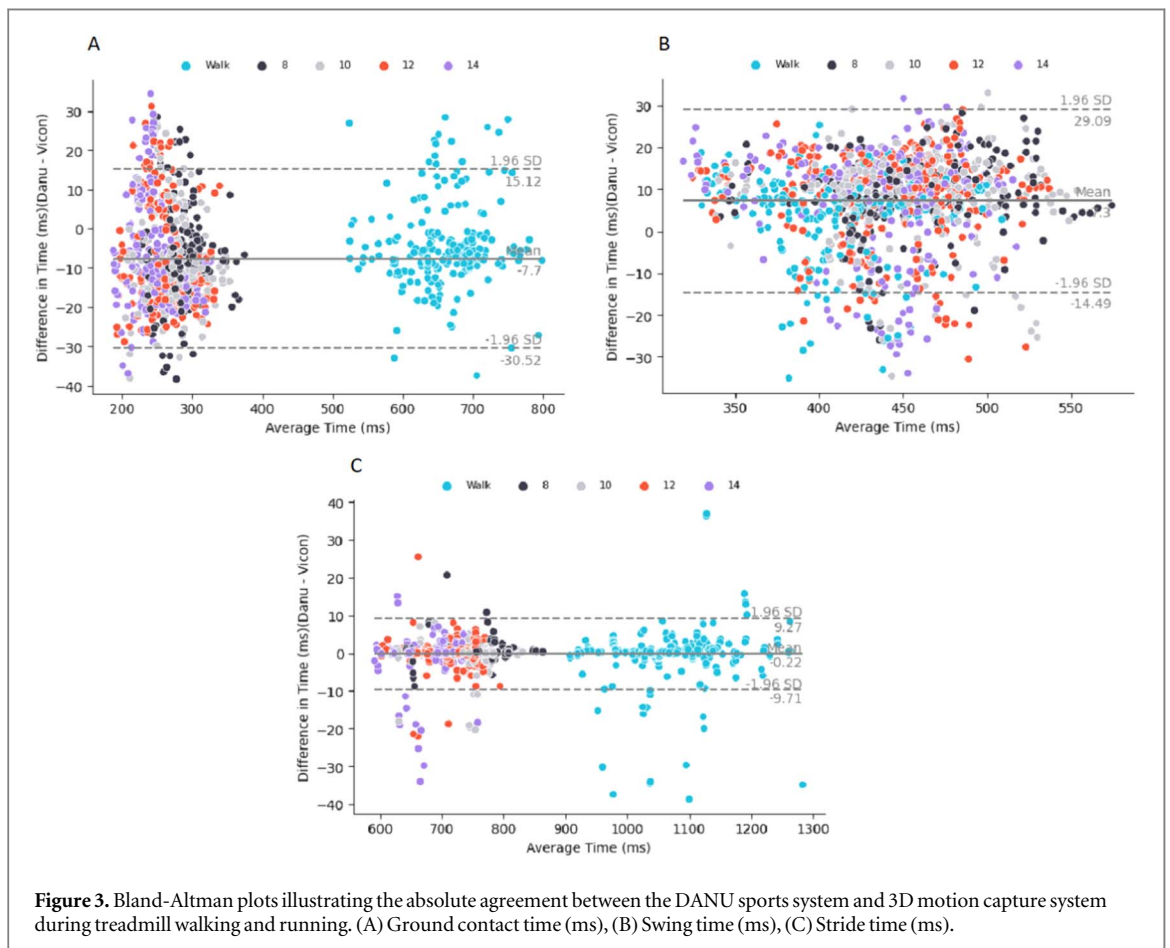 A
Walk 8 10 12 14
Difference in Time (ms)(Danu - Vicon)
30
20
10
0
−10
−20
−30
−40
1.96 SD
15.12
Mean
-7.7
-1.96 SD
-30.52
200 300 400 500 600 700 800
Average Time (ms)
B
Walk 8 10 12 14
Difference in Time (ms)(Danu - Vicon)
30
20
10
0
−10
−20
−30
1.96 SD
29.09
Mean
-1.96 SD
-14.49
350 400 450 500 550
Average Time (ms)
C
Walk 8 10 12 14
Difference in Time (ms)(Danu - Vicon)
40
30
20
10
0
−10
−20
−30
−40
1.96 SD
9.27
Mean
-0.22
-1.96 SD
-9.71
600 700 800 900 1000 1100 1200 1300
Average Time (ms)
Figure 3. Bland-Altman plots illustrating the absolute agreement between the DANU sports system and 3D motion capture system
during treadmill walking and running. (A) Ground contact time (ms), (B) Swing time (ms), (C) Stride time (ms).